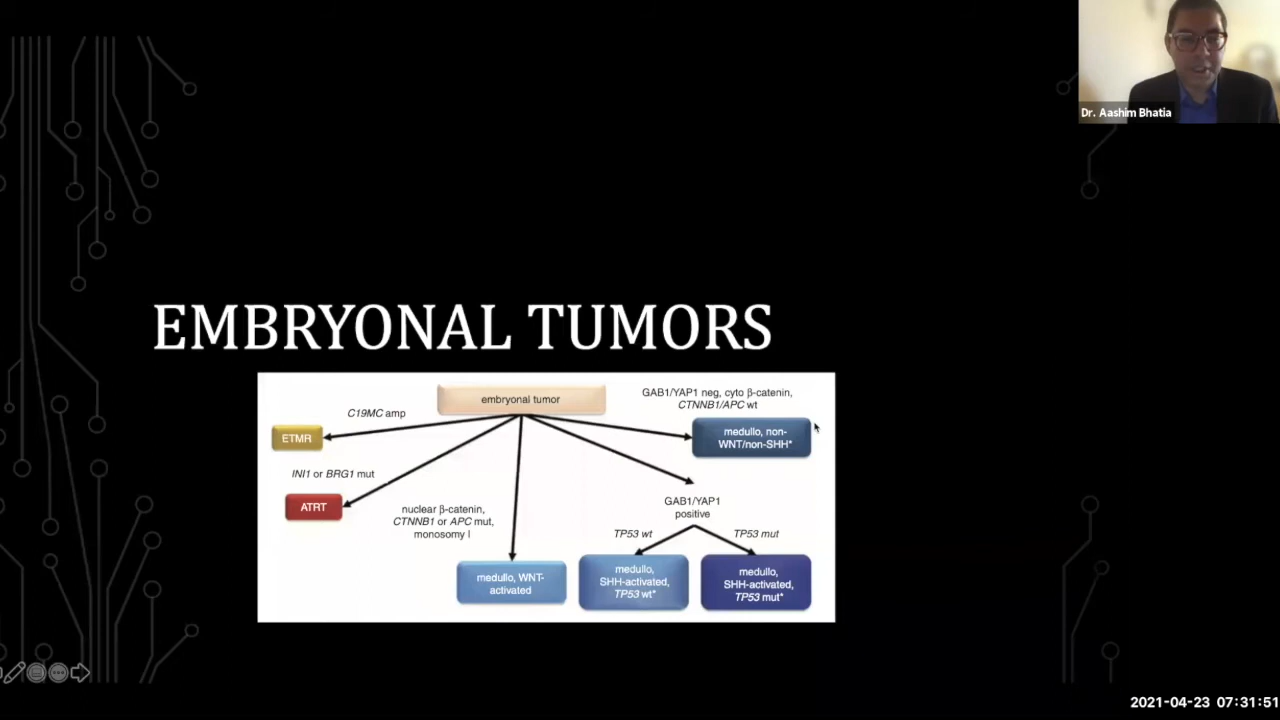 Dr. Aashim Bhatia
EMBRYONAL TUMORS
embryonal tumor
GAB1/YAP1 neg, cyto β-catenin,
CTNNB1/APC wt
C19MC amp
ETMR
medullo, non-
WNT/non-SHH*
INI1 or BRG1 mut
ATRT
nuclear β-catenin,
CTNNB1 or APC mut,
monosomy l
GAB1/YAP1
positive
TP53 wt
TP53 mut
medullo, WNT-
activated
medullo,
SHH-activated,
TP53 wt*
medullo,
SHH-activated,
TP53 mut*
2021-04-23 07:31:51